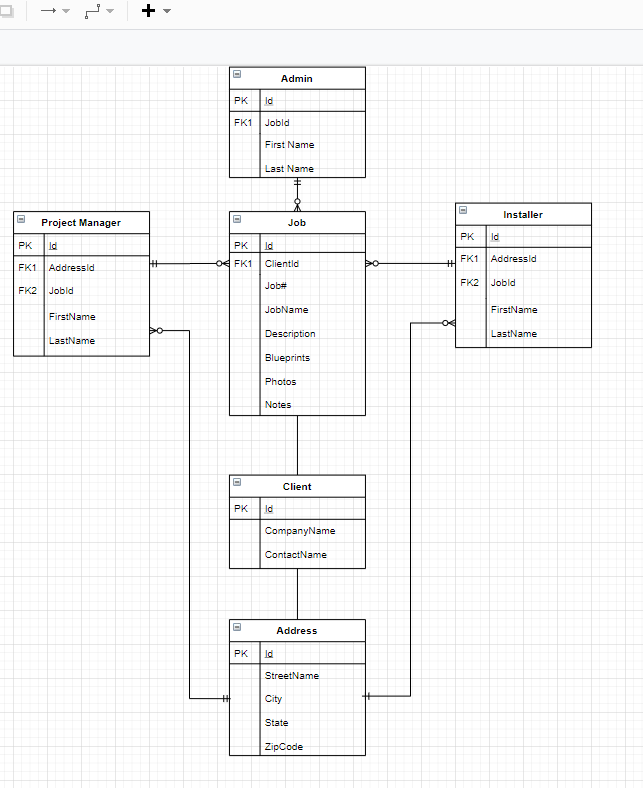 Admin
PK Id
FK1 JobId
First Name
Last Name
Project Manager
PK Id
FK1 AddressId
FK2 JobId
FirstName
LastName
Job
PK Id
FK1 ClientId
Job#
JobName
Description
Blueprints
Photos
Notes
Installer
PK Id
FK1 AddressId
FK2 JobId
FirstName
LastName
Client
PK Id
CompanyName
ContactName
Address
PK Id
StreetName
City
State
ZipCode